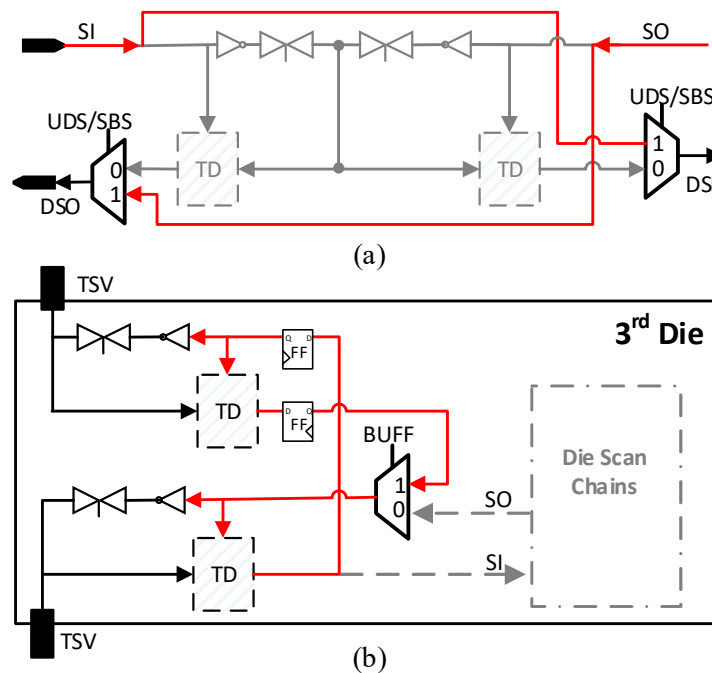 SI
SO
UDS/SBS
UDS/SBS
1
0
0
1
TD
TD
DSO
DS
(a)
TSV
3rd Die
Q D
FF
TD
D Q
FF
BUFF
1
0
Die Scan
Chains
SO
SI
TD
TSV
(b)